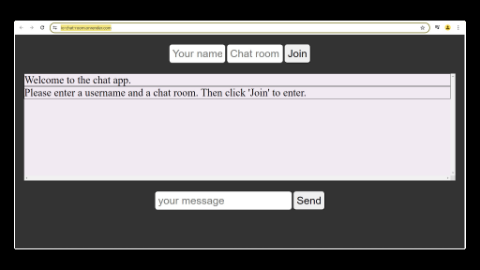 Your name Chat room Join
Welcome to the chat app.
Please enter a username and a chat room. Then click 'Join' to enter.
your message Send